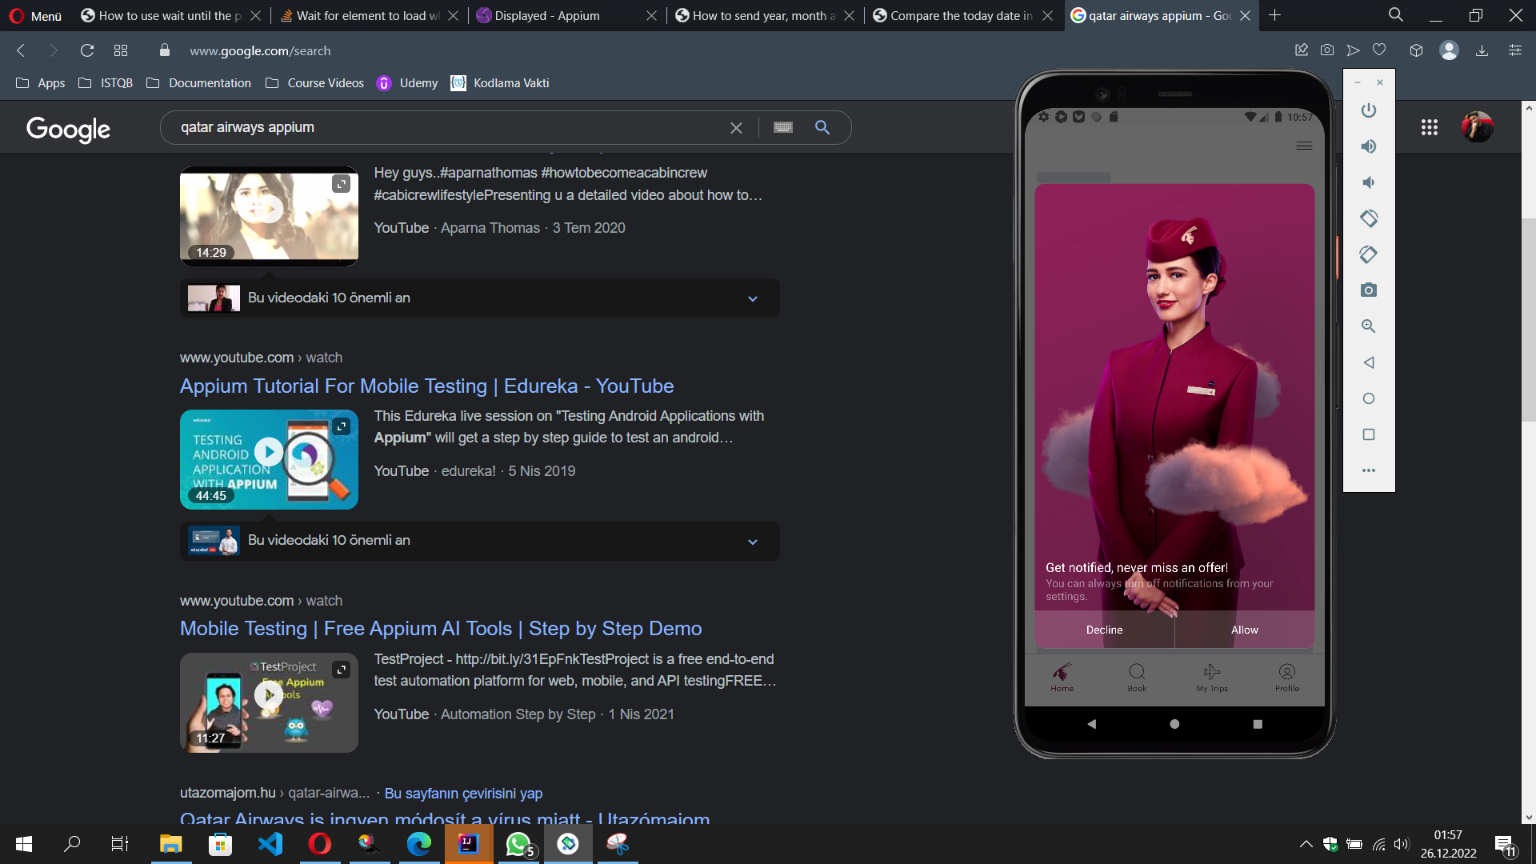 Menü
How to use wait until the p
Wait for element to load wh
Displayed - Appium
How to send year, month a
Compare the today date in
qatar airways appium - Goo
www.google.com/search
Apps
ISTQB
Documentation
Course Videos
Udemy
Kodlama Vakti
Google
qatar airways appium
Hey guys..#aparnathomas #howtobecomeacabincrew
#cabicrewlifestylePresenting u a detailed video about how to…
YouTube · Aparna Thomas · 3 Tem 2020
14:29
Bu videodaki 10 önemli an
www.youtube.com › watch
Appium Tutorial For Mobile Testing | Edureka - YouTube
TESTING
ANDROID
APPLICATION
WITH APPIUM
44:45
This Edureka live session on "Testing Android Applications with
Appium" will get a step by step guide to test an android…
YouTube · edureka! · 5 Nis 2019
Bu videodaki 10 önemli an
www.youtube.com › watch
Mobile Testing | Free Appium AI Tools | Step by Step Demo
TestProject
Free Appium
11:27
TestProject - http://bit.ly/31EpFnkTestProject is a free end-to-end
test automation platform for web, mobile, and API testingFREE…
YouTube · Automation Step by Step · 1 Nis 2021
utazomajom.hu › qatar-airwa... · Bu sayfanın çevirisini yap
Qatar Airways is ingyen módosít a vírus miatt - Utazómajom
10:57
Get notified, never miss an offer!
You can always turn off notifications from your
settings.
Decline
Allow
Home
Book
My Trips
Profile
5
01:57
26.12.2022
11